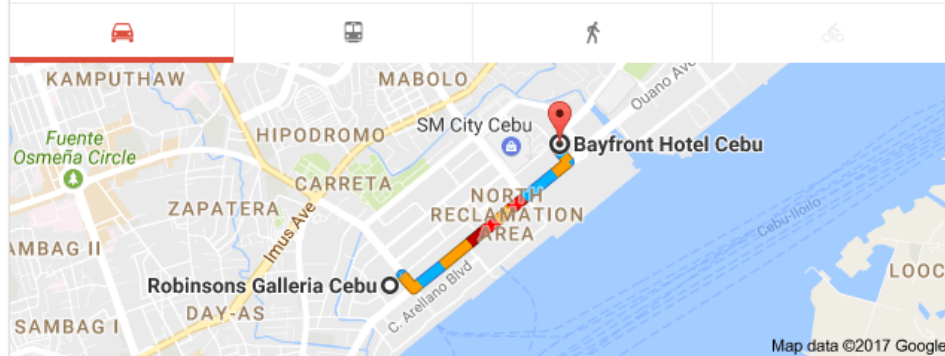 KAMPUTHAW
MABOLO
Ouano Ave
Fuente
Osmeña Circle
HIPODROMO
SM City Cebu
Bayfront Hotel Cebu
CARRETA
ZAPATERA
NORTH
RECLAMATION
AREA
Imus Ave
AMBAG II
Cebu-Iloilo
Robinsons Galleria Cebu
C. Arellano Blvd
LOOC
DAY-AS
SAMBAG I
Map data ©2017 Google